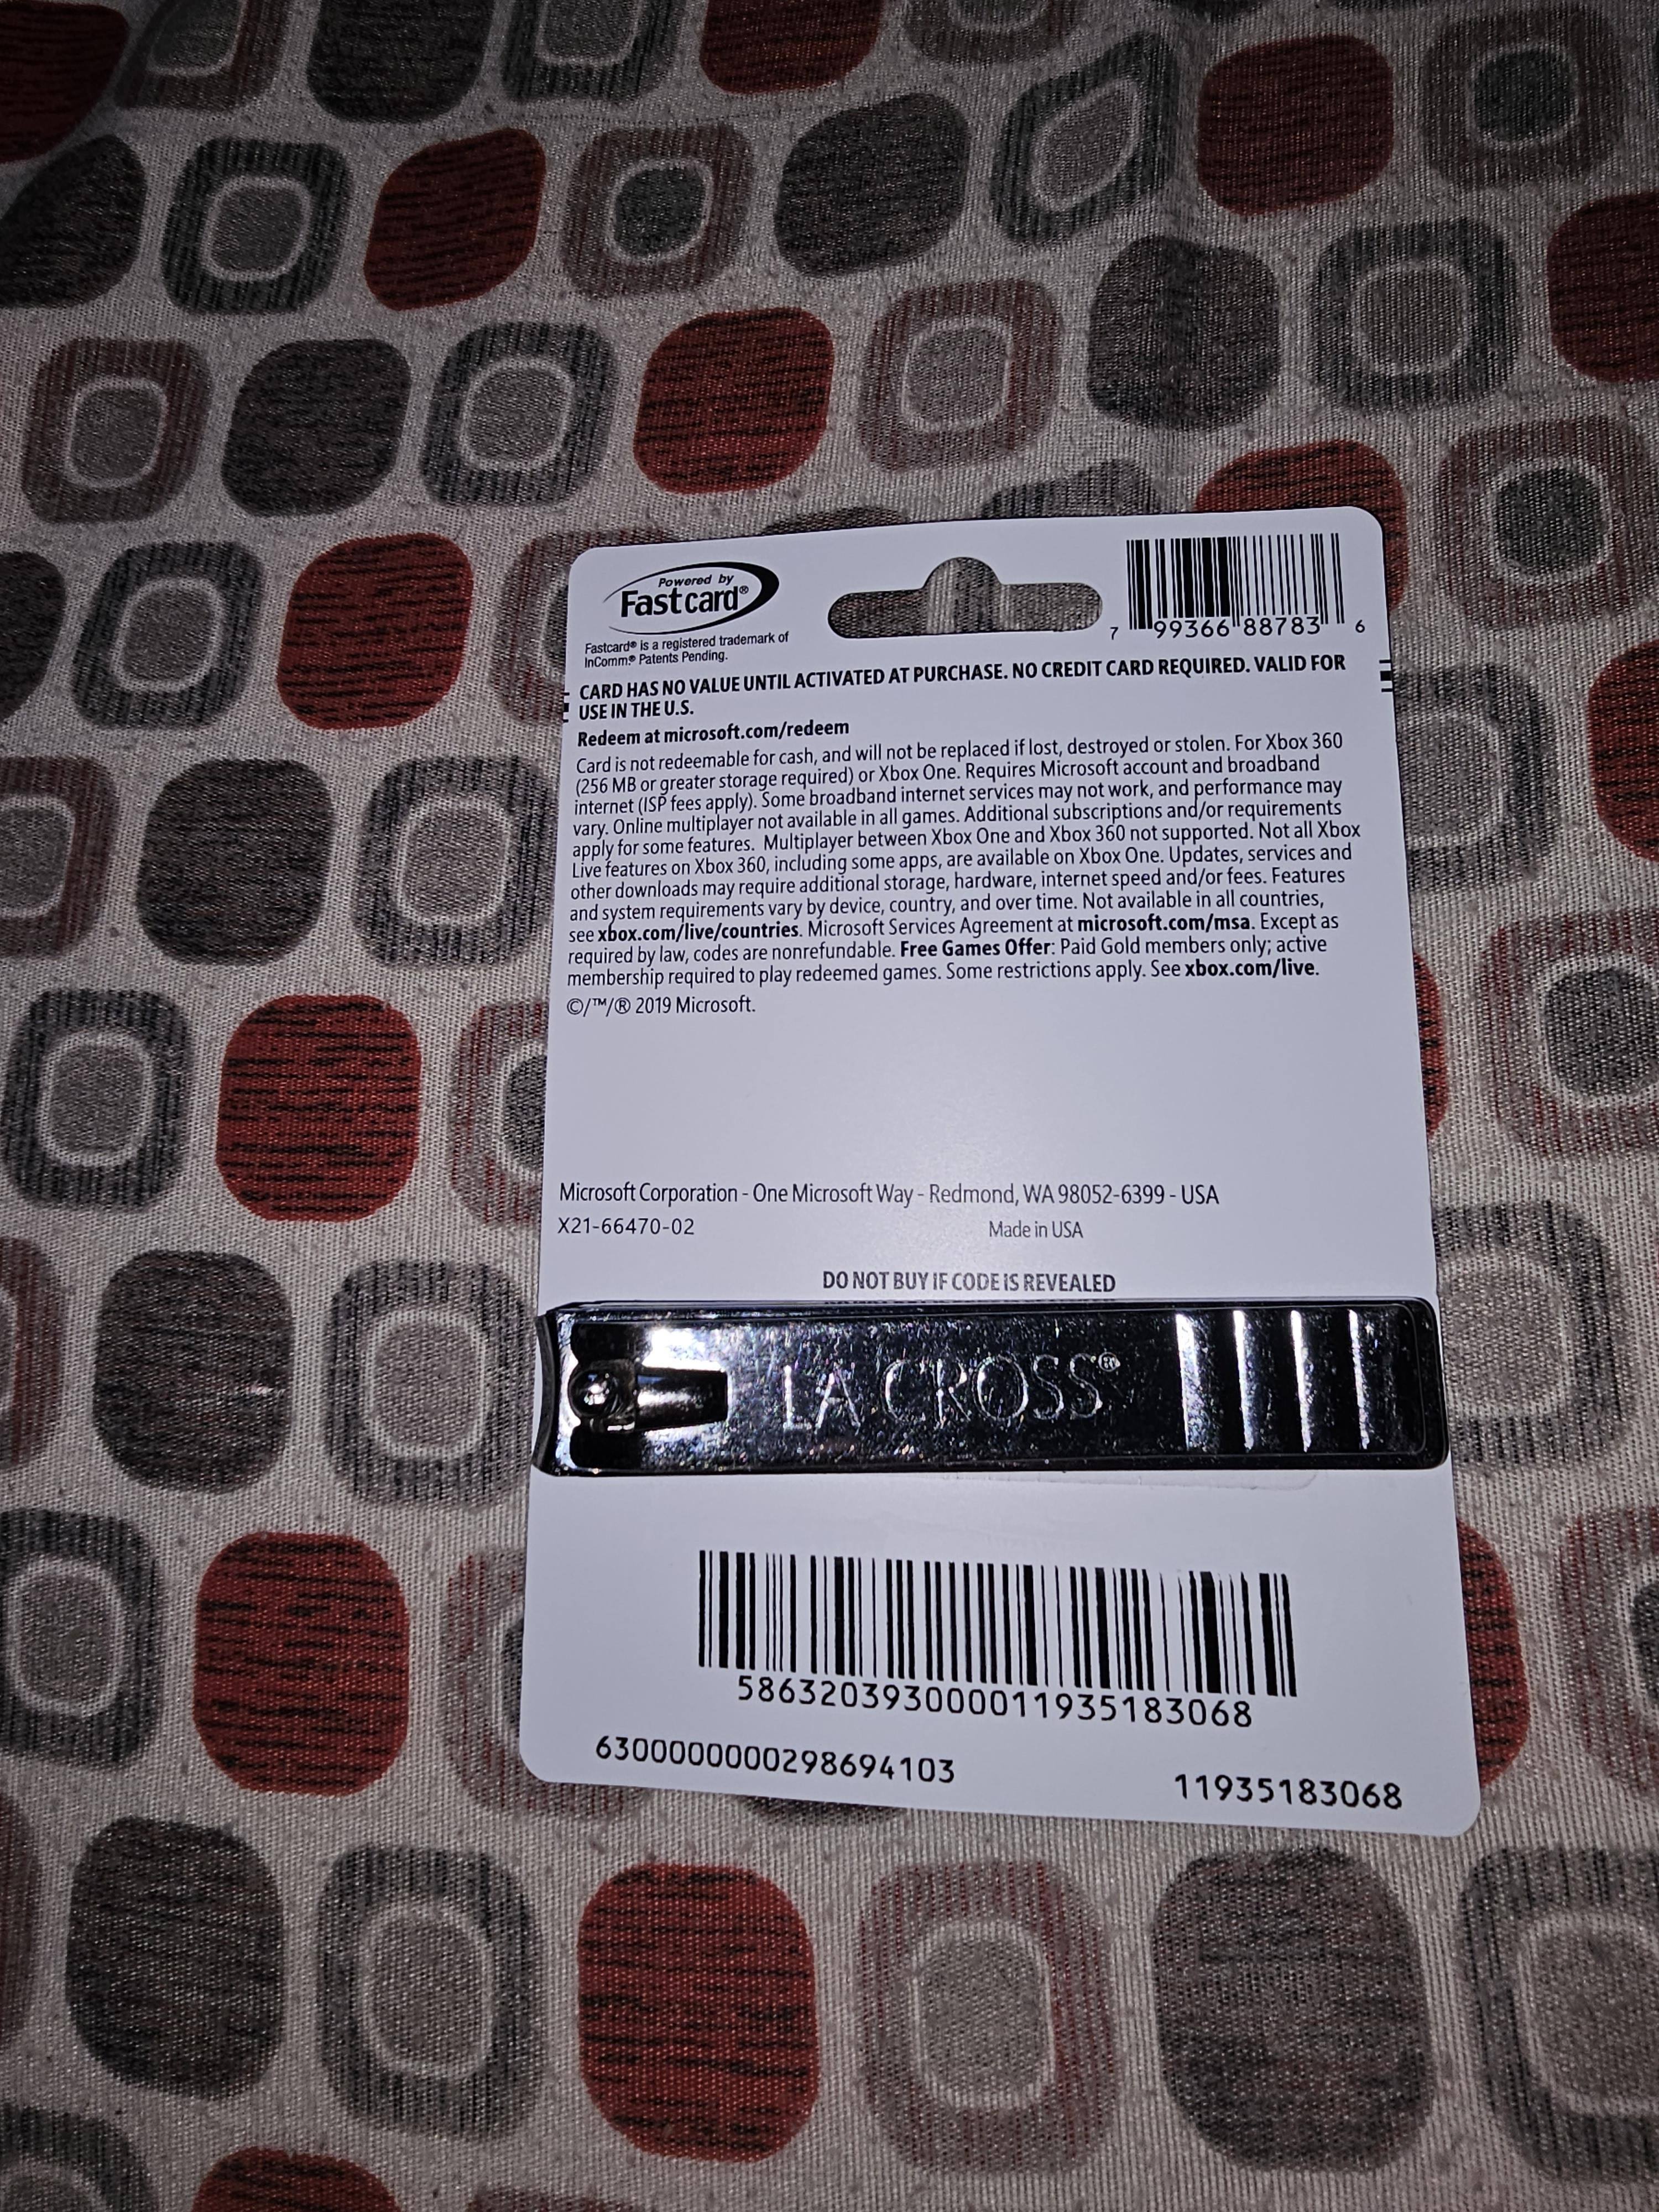 Powered by
Fastcard®
Fastcard® is a registered trademark of
InComm® Patents Pending.
7 99366 88783 6
CARD HAS NO VALUE UNTIL ACTIVATED AT PURCHASE. NO CREDIT CARD REQUIRED. VALID FOR
USE IN THE U.S.
Redeem at microsoft.com/redeem
Card is not redeemable for cash, and will not be replaced if lost, destroyed or stolen. For Xbox 360
(256 MB or greater storage required) or Xbox One. Requires Microsoft account and broadband
internet (ISP fees apply). Some broadband internet services may not work, and performance may
vary. Online multiplayer not available in all games. Additional subscriptions and/or requirements
apply for some features. Multiplayer between Xbox One and Xbox 360 not supported. Not all Xbox
Live features on Xbox 360, including some apps, are available on Xbox One. Updates, services and
other downloads may require additional storage, hardware, internet speed and/or fees. Features
and system requirements vary by device, country, and over time. Not available in all countries,
see xbox.com/live/countries. Microsoft Services Agreement at microsoft.com/msa. Except as
required by law, codes are nonrefundable. Free Games Offer: Paid Gold members only; active
membership required to play redeemed games. Some restrictions apply. See xbox.com/live.
©/™/® 2019 Microsoft.
Microsoft Corporation - One Microsoft Way - Redmond, WA 98052-6399 - USA
X21-66470-02 Made in USA
DO NOT BUY IF CODE IS REVEALED
LA CROSS®
586320393000011935183068
6300000000298694103 11935183068